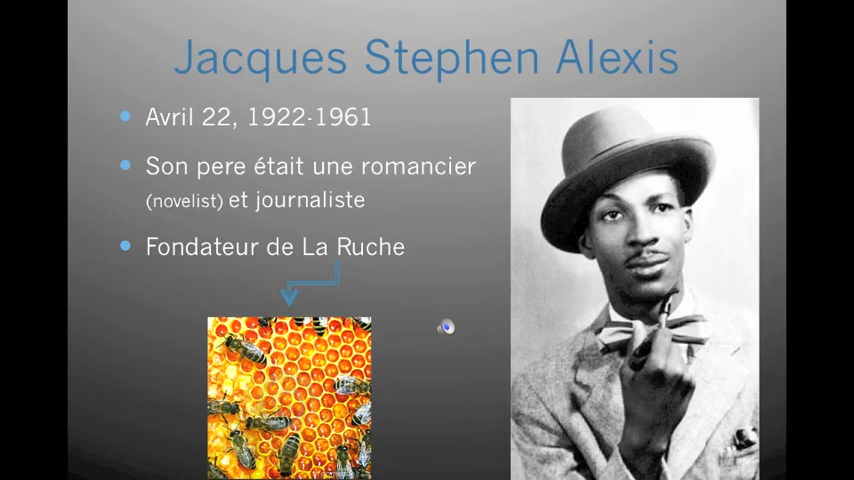 Jacques Stephen Alexis
Avril 22, 1922-1961
Son pere était une romancier
(novelist) et journaliste
Fondateur de La Ruche